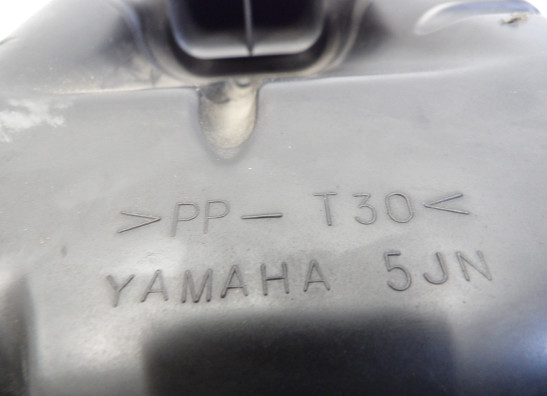 >PP- T30<
YAMAHA 5JN